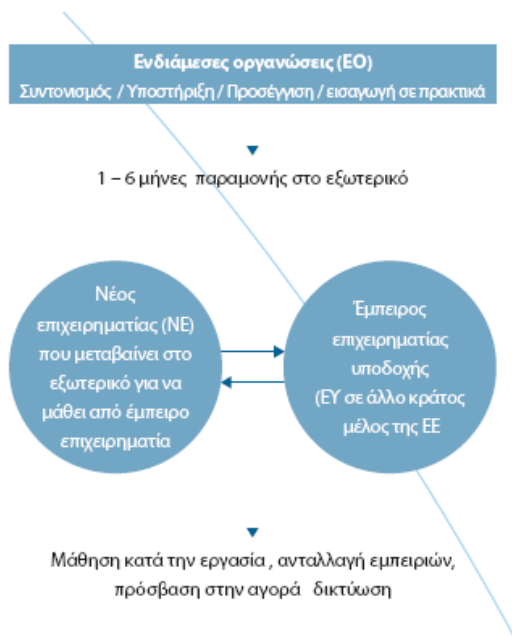 Ενδιάμεσες οργανώσεις (ΕΟ)
Συντονισμός / Υποστήριξη / Προσέγγιση / εισαγωγή σε πρακτικά
1 – 6 μήνες παραμονής στο εξωτερικό
Νέος
επιχειρηματίας (ΝΕ)
που μεταβαίνει στο
εξωτερικό για να
μάθει από έμπειρο
επιχειρηματία
Έμπειρος
επιχειρηματίας
υποδοχής
(ΕΥ σε άλλο κράτος
μέλος της ΕΕ
Μάθηση κατά την εργασία , ανταλλαγή εμπειριών,
πρόσβαση στην αγορά δικτύωση